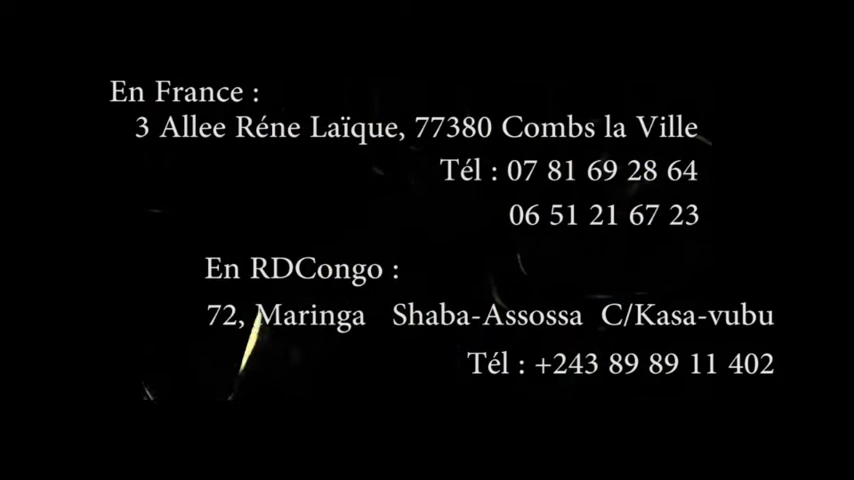 En France :
3 Allee Réne Laïque, 77380 Combs la Ville
Tél : 07 81 69 28 64
06 51 21 67 23
En RDCongo :
72, Maringa Shaba-Assossa C/Kasa-vubu
Tél : +243 89 89 11 402